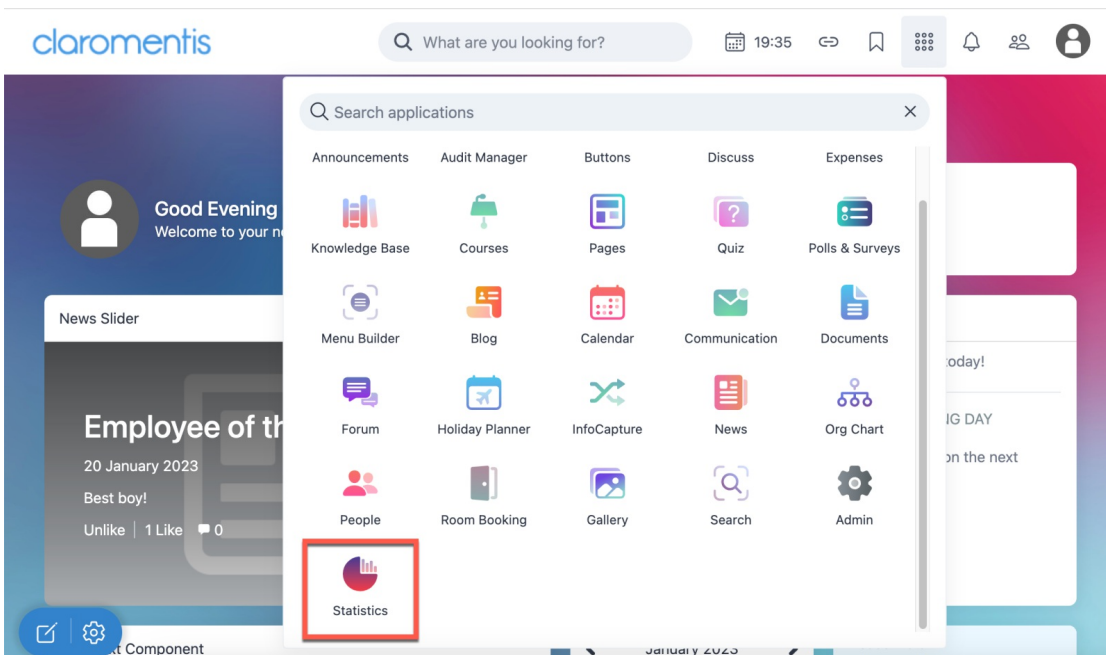 claromentis
What are you looking for?
19:35
Search applications
Announcements Audit Manager Buttons Discuss Expenses
Good Evening
Welcome to your
Knowledge Base Courses Pages Quiz Polls & Surveys
News Slider
Menu Builder Blog Calendar Communication Documents
today!
Employee of
Forum Holiday Planner InfoCapture News Org Chart
DAY
20 January 2023
on the next
Best boy!
Unlike 1 Like 0
People Room Booking Gallery Search Admin
Statistics
Component
January 2023